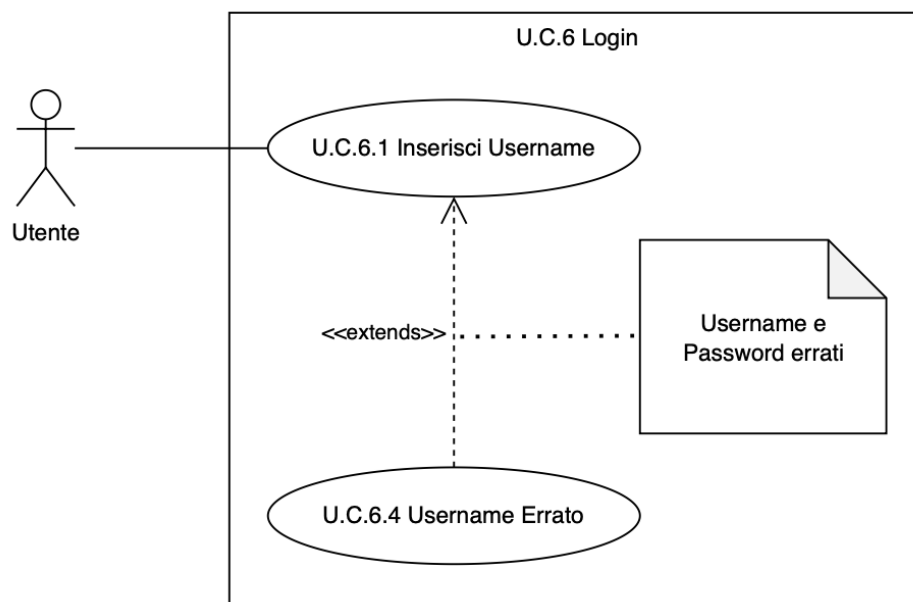 U.C.6 Login
U.C.6.1 Inserisci Username
Utente
<<extends>>
Username e
Password errati
U.C.6.4 Username Errato